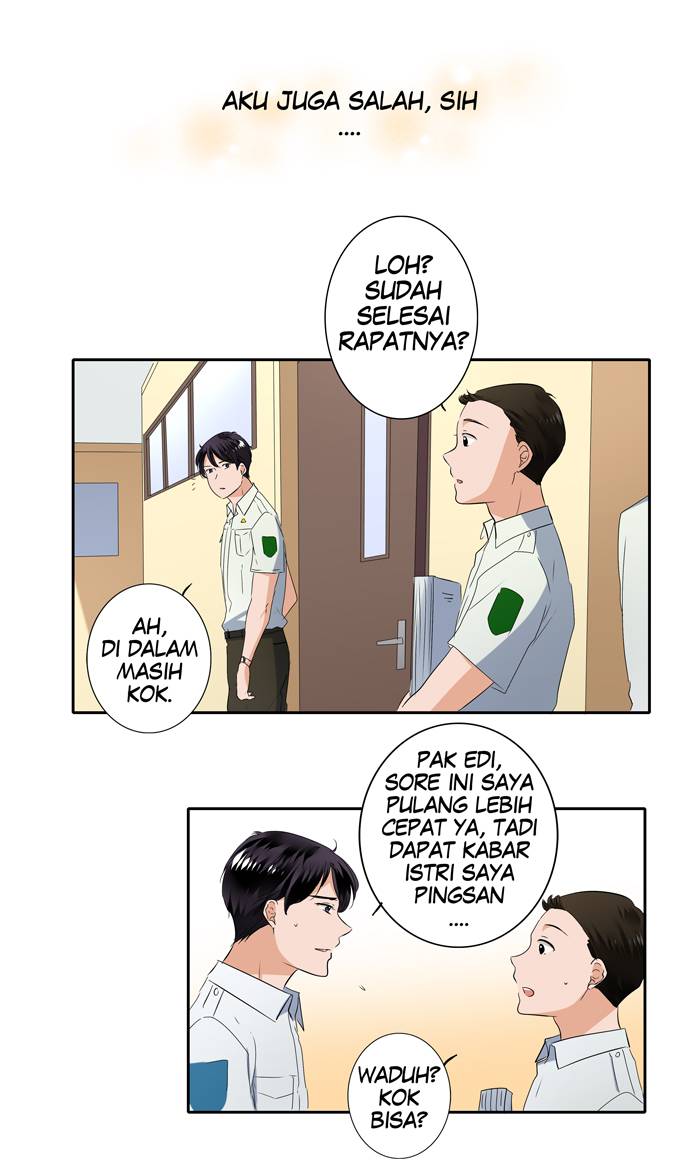 AKU JUGA SALAH, SIH
....
LOH?
SUDAH
SELESAI
RAPATNYA?
AH,
DI DALAM
MASIH
KOK.
PAK EDI,
SORE INI SAYA
PULANG LEBIH
CEPAT YA, TADI
DAPAT KABAR
ISTRI SAYA
PINGSAN
....
WADUH?
KOK
BISA?